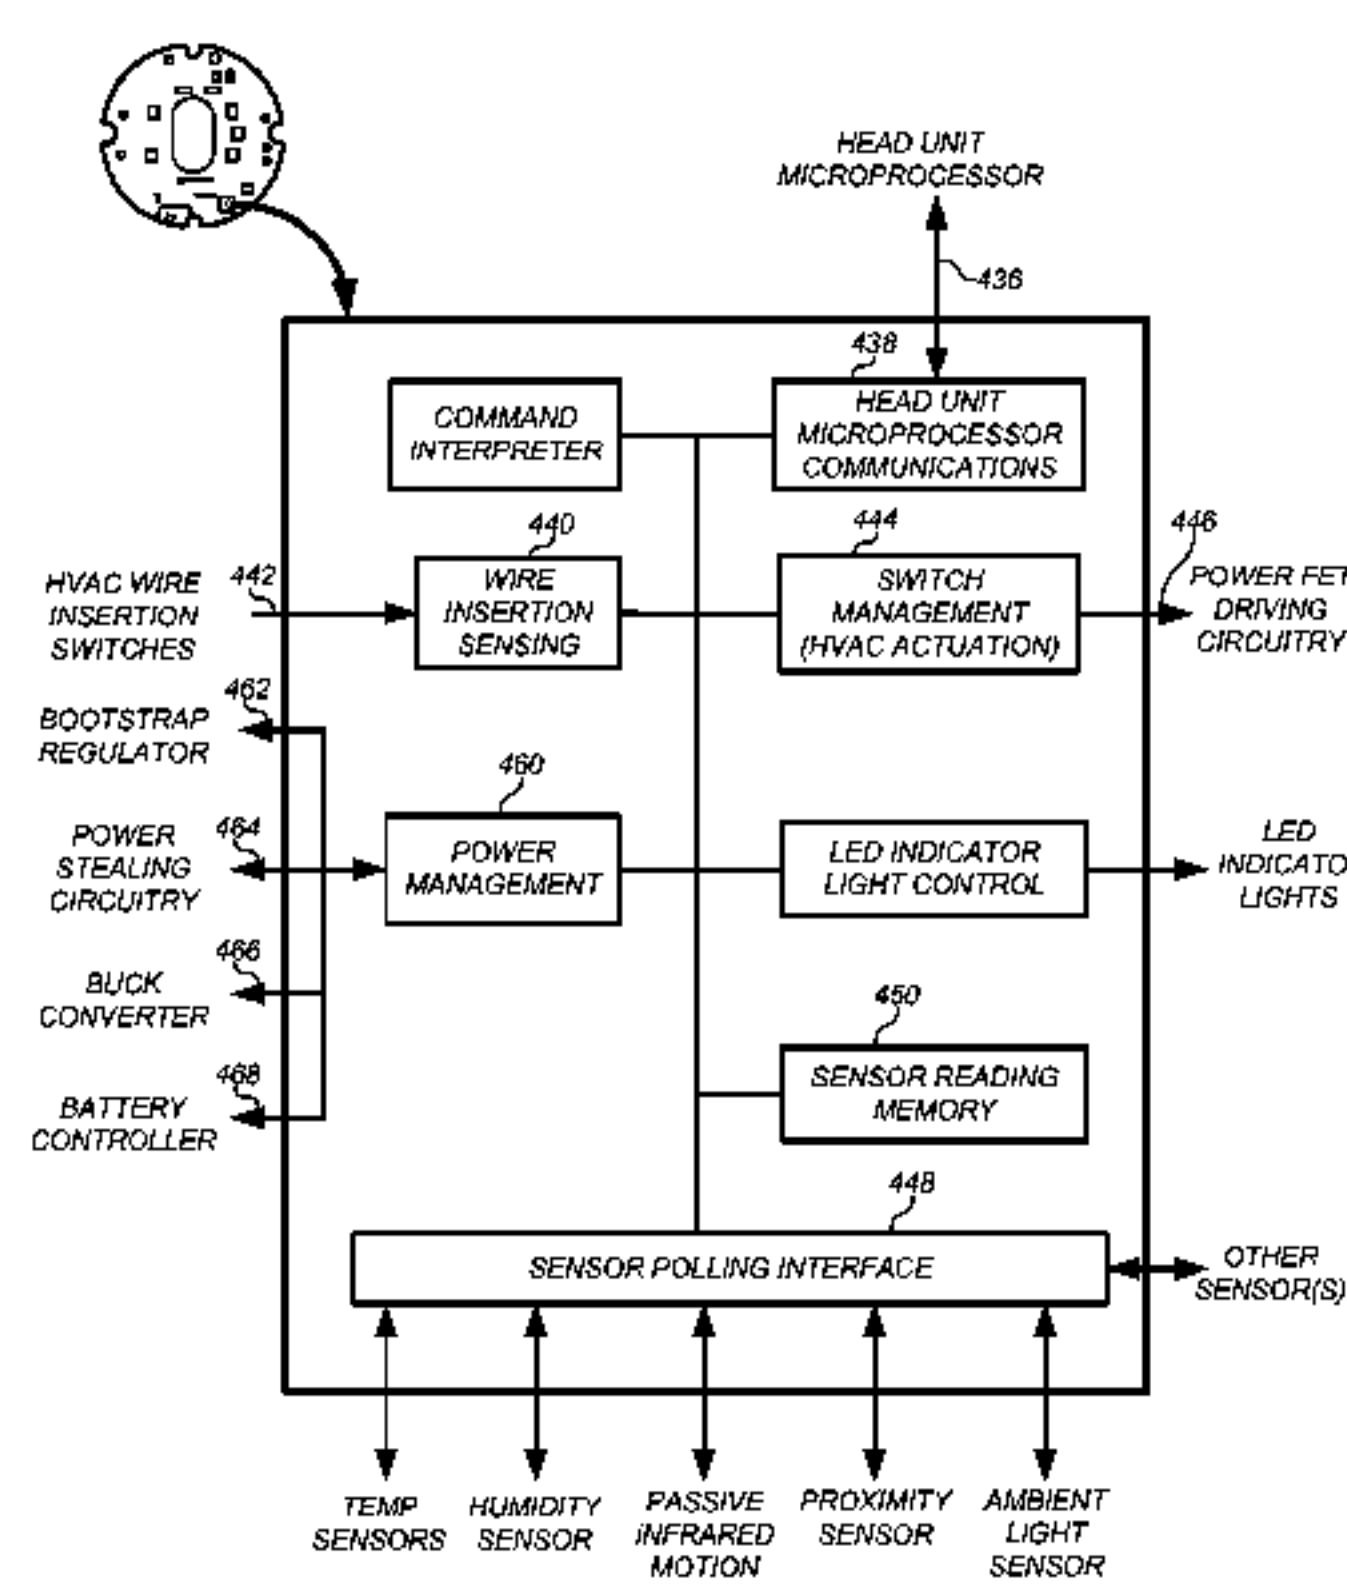 HEAD UNIT
MICROPROCESSOR
436
438
COMMAND
INTERPRETER
HEAD UNIT
MICROPROCESSOR
COMMUNICATIONS
440
444
446
HVAC WIRE
INSERTION
SWITCHES
442
WIRE
INSERTION
SENSING
SWITCH
MANAGEMENT
(HVAC ACTUATION)
POWER FET
DRIVING
CIRCUITRY
462
BOOTSTRAP
REGULATOR
460
464
POWER
STEALING
CIRCUITRY
POWER
MANAGEMENT
LED INDICATOR
LIGHT CONTROL
LED
INDICATO
LIGHTS
466
BUCK
CONVERTER
450
SENSOR READING
MEMORY
468
BATTERY
CONTROLLER
448
SENSOR POLLING INTERFACE
OTHER
SENSOR(S)
TEMP
SENSORS
HUMIDITY
SENSOR
PASSIVE
INFRARED
MOTION
PROXIMITY
SENSOR
AMBIENT
LIGHT
SENSOR